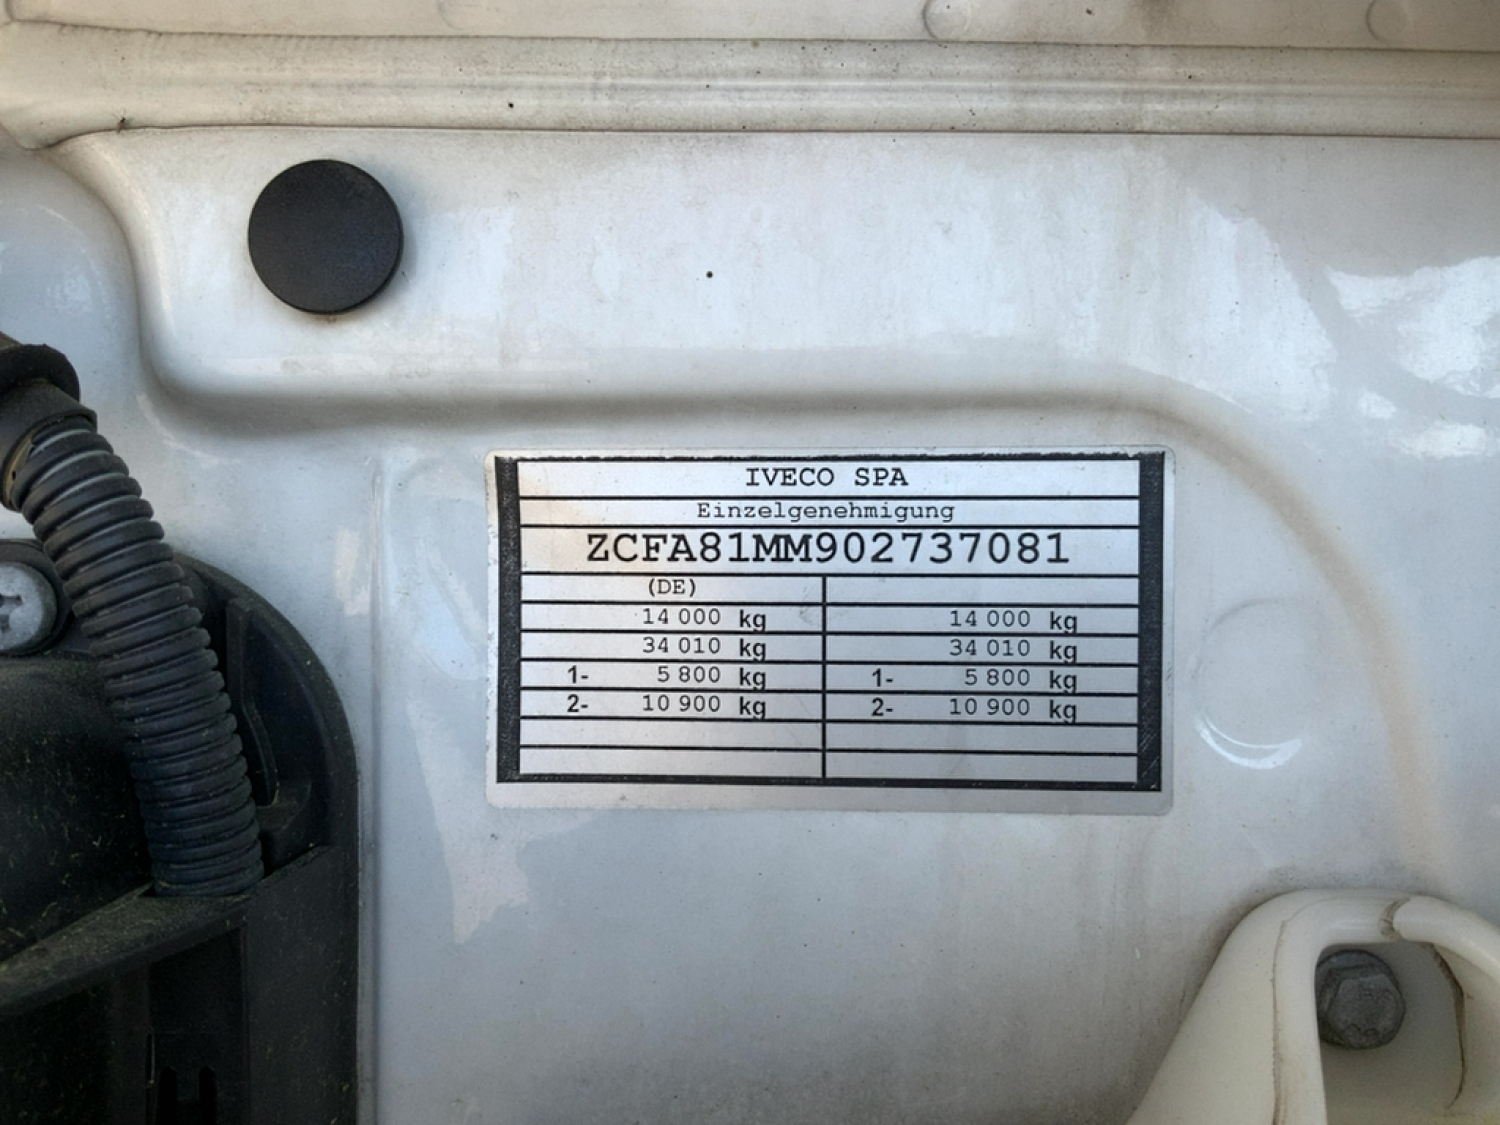 IVECO SPA
Einzelgenehmigung
ZCFA81MM902737081
(DE)
14 000 kg 14 000 kg
34 010 kg 34 010 kg
1- 5 800 kg 1- 5 800 kg
2- 10 900 kg 2- 10 900 kg